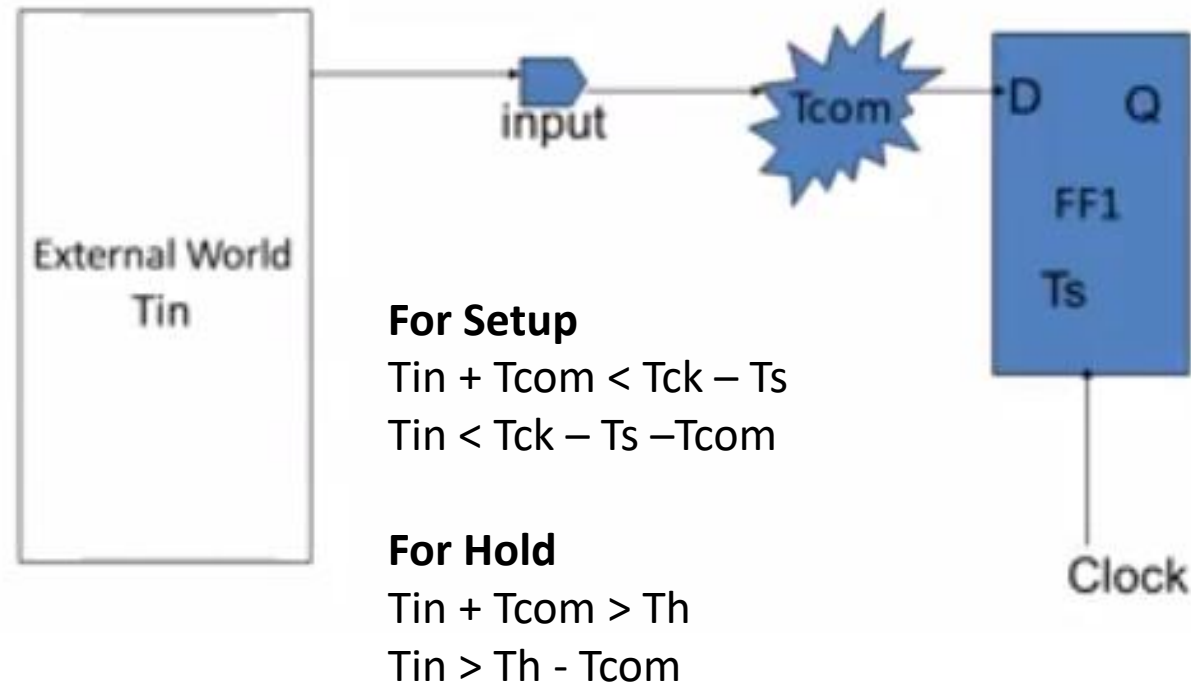 input
Tcom
D Q
FF1
Ts
External World
Tin
For Setup
Tin + Tcom < Tck – Ts
Tin < Tck – Ts –Tcom
For Hold
Tin + Tcom > Th
Tin > Th - Tcom
Clock